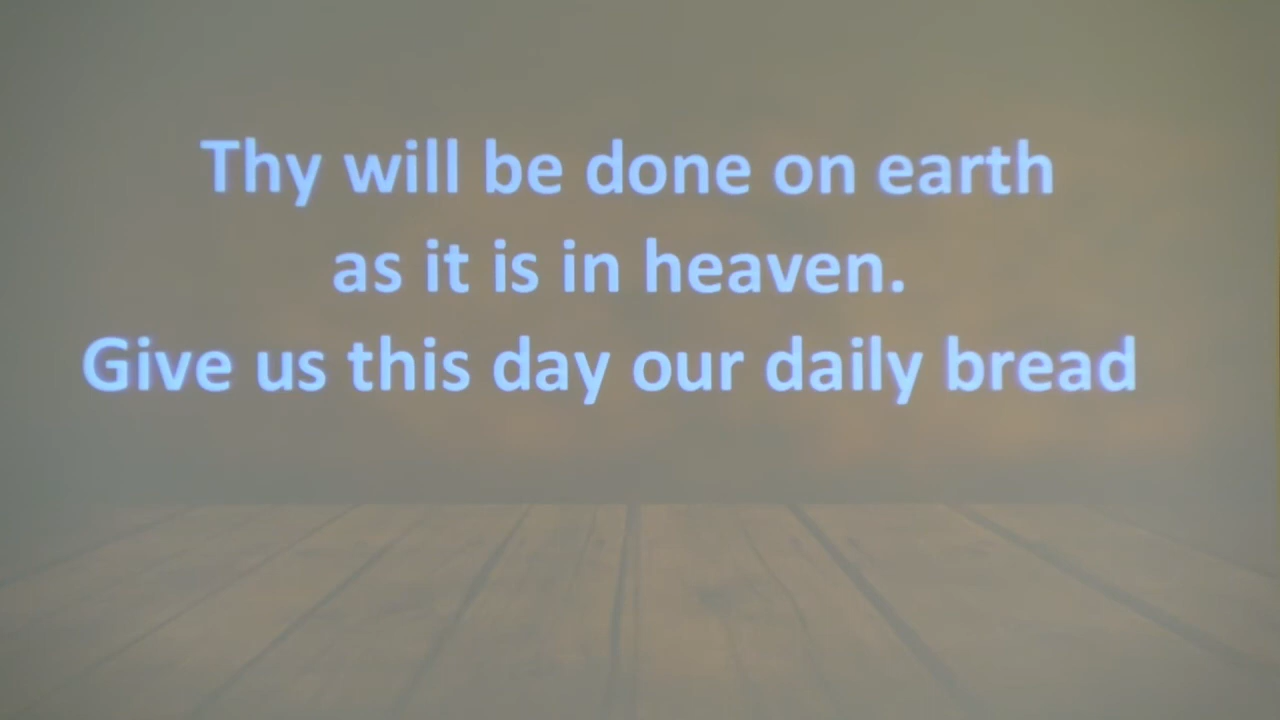 Thy will be done on earth
as it is in heaven.
Give us this day our daily bread